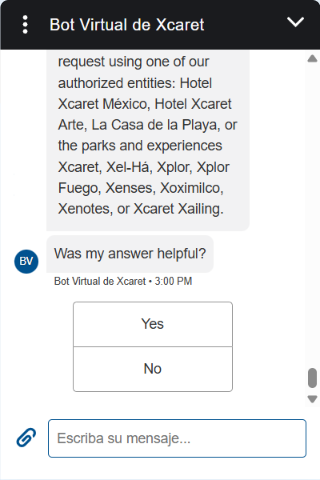 Bot Virtual de Xcaret
request using one of our
authorized entities: Hotel
Xcaret México, Hotel Xcaret
Arte, La Casa de la Playa, or
the parks and experiences
Xcaret, Xel-Há, Xplor, Xplor
Fuego, Xenses, Xoximilco,
Xenotes, or Xcaret Xailing.
Was my answer helpful?
BV
Bot Virtual de Xcaret • 3:00 PM
Yes
No
Escriba su mensaje...